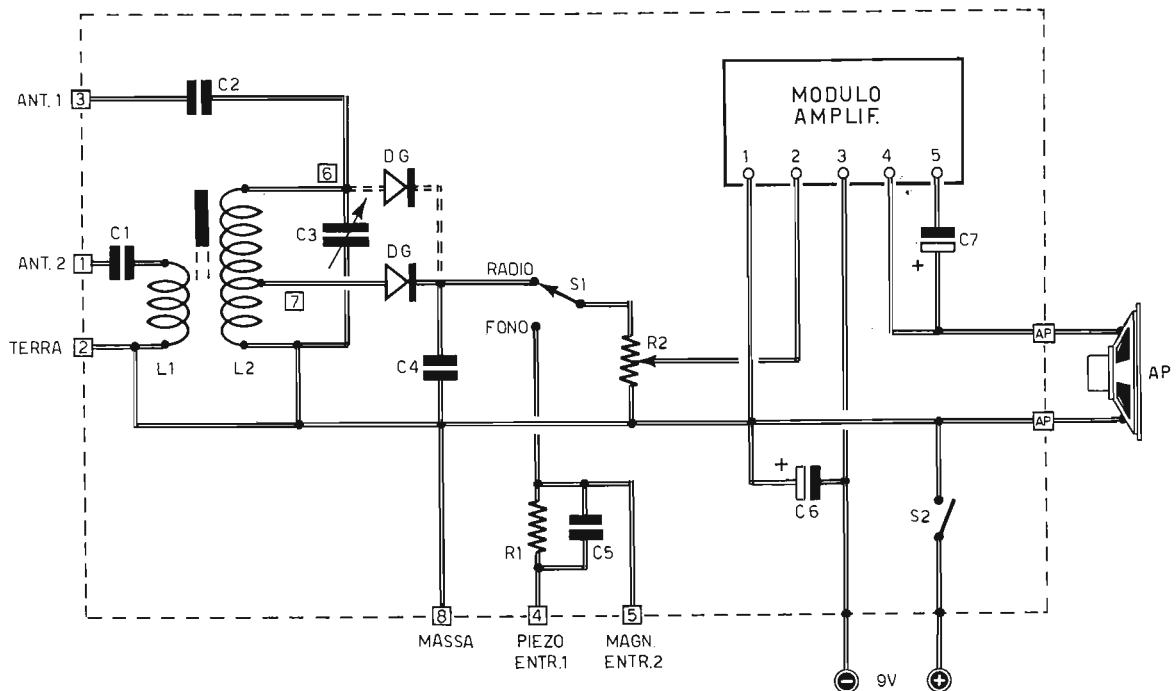 C2
ANT. 1
3
MODULO
AMPLIF.
1
2
3
4
5
6
DG
C3
C1
ANT. 2
1
DG
7
RADIO
S1
C7
+
FONO
R2
AP
TERRA
2
L1
L2
C4
AP
AP
+
C6
S2
R1
C5
8
4
5
MASSA
PIEZO
ENTR.1
MAGN.
ENTR.2
−
9V
+